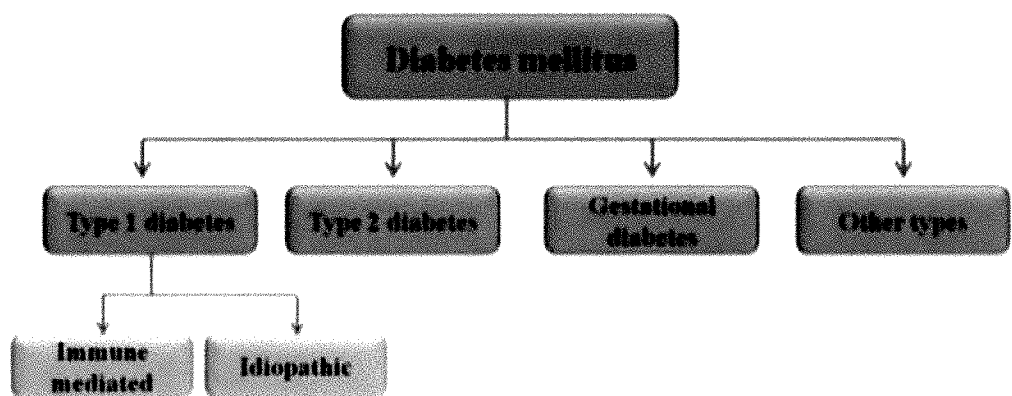 Diabetes mellitus
Type 1 diabetes
Type 2 diabetes
Gestational
diabetes
Other types
Immune
mediated
Idiopathic